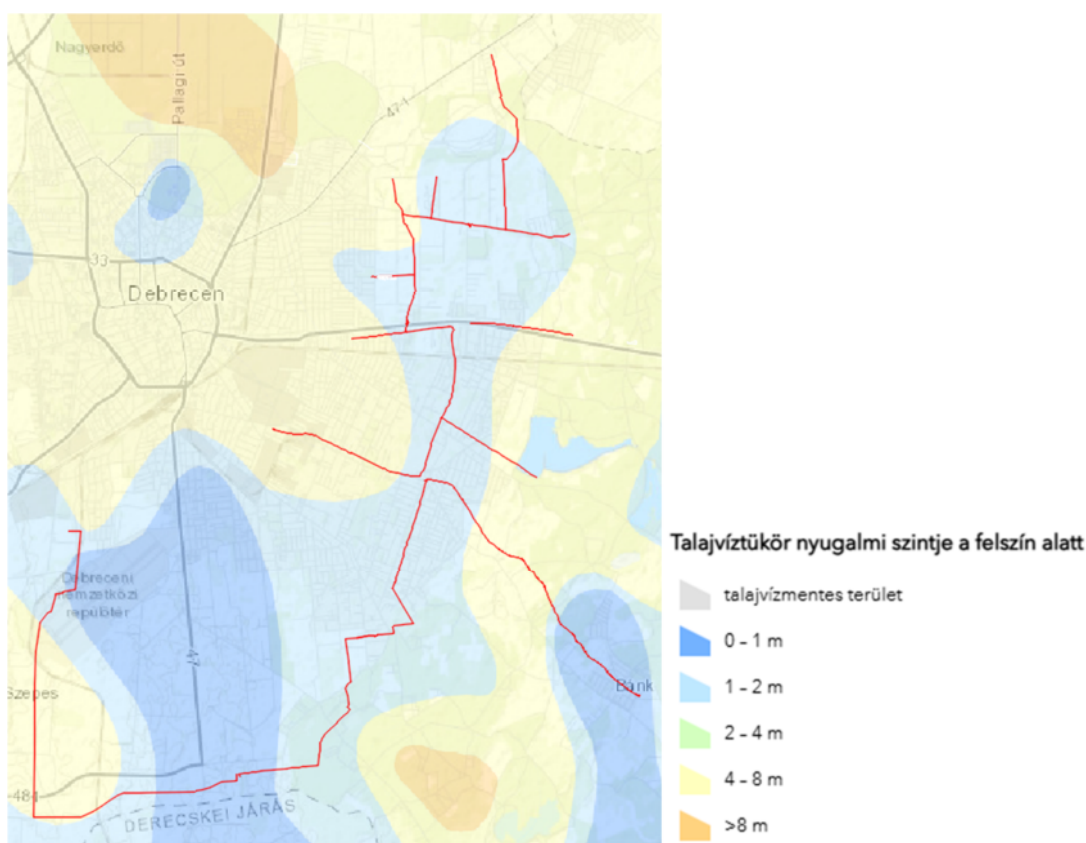 Nagyerdő
Pallagi út
471
33
Debrecen
Debreceni
nemzetközi
repülőtér
47
Szepes
Bánk
481
DERECSKEI JÁRÁS
Talajvíztükör nyugalmi szintje a felszín alatt
talajvízmentes terület
0 - 1 m
1 - 2 m
2 - 4 m
4 - 8 m
>8 m